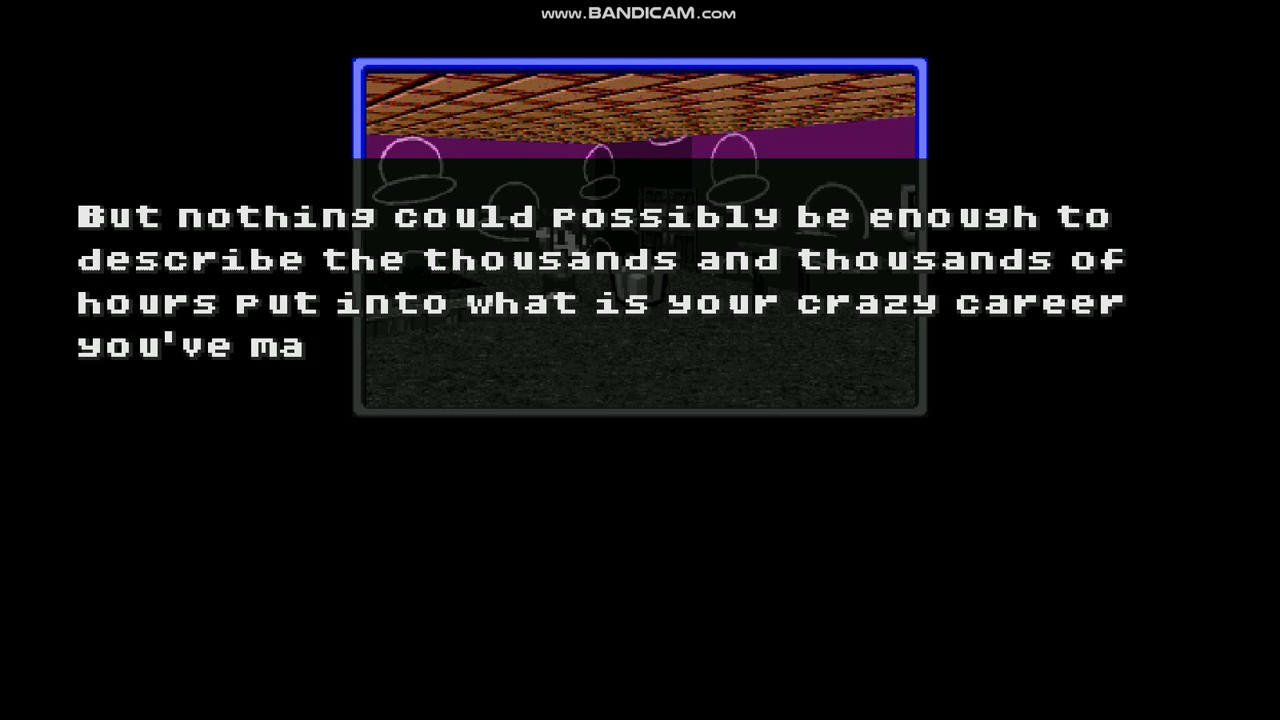 www.BANDICAM.com
But nothing could possibly be enough to
describe the thousands and thousands of
hours put into what is your crazy career
you've ma